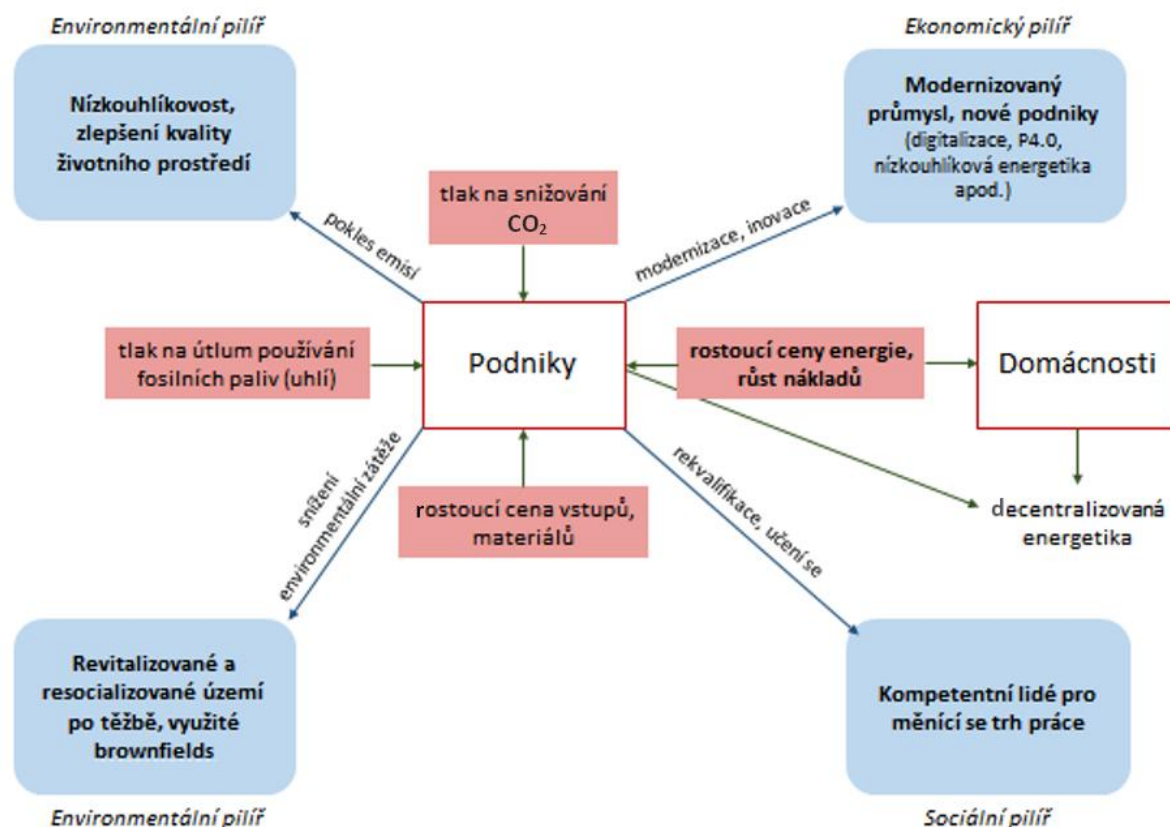 Environmentální pilíř
Ekonomický pilíř
Nízkouhlíkovost,
zlepšení kvality
životního prostředí
Modernizovaný
průmysl, nové podniky
(digitalizace, P4.0,
nízkouhlíková energetika
apod.)
tlak na snižování
CO₂
pokles emisí
modernizace, inovace
tlak na útlum používání
fosilních paliv (uhlí)
Podniky
rostoucí ceny energie,
růst nákladů
Domácnosti
snížení
environmentální zátěže
rostoucí cena vstupů,
materiálů
rekvalifikace, učení se
decentralizovaná
energetika
Revitalizované a
resocializované území
po těžbě, využité
brownfields
Kompetentní lidé pro
měnící se trh práce
Environmentální pilíř
Sociální pilíř